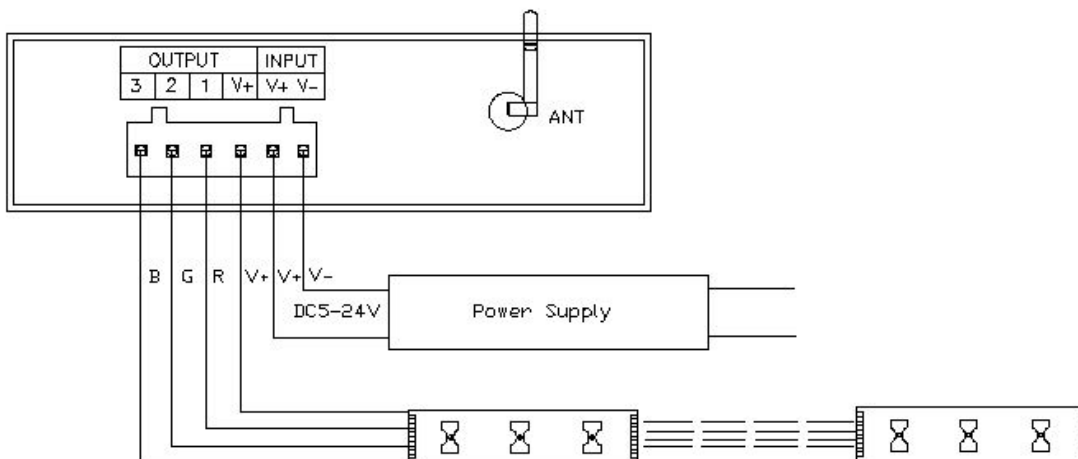 OUTPUT INPUT
3 2 1 V+ V+ V-
ANT
B G R V+ V+ V-
DC5-24V
Power Supply